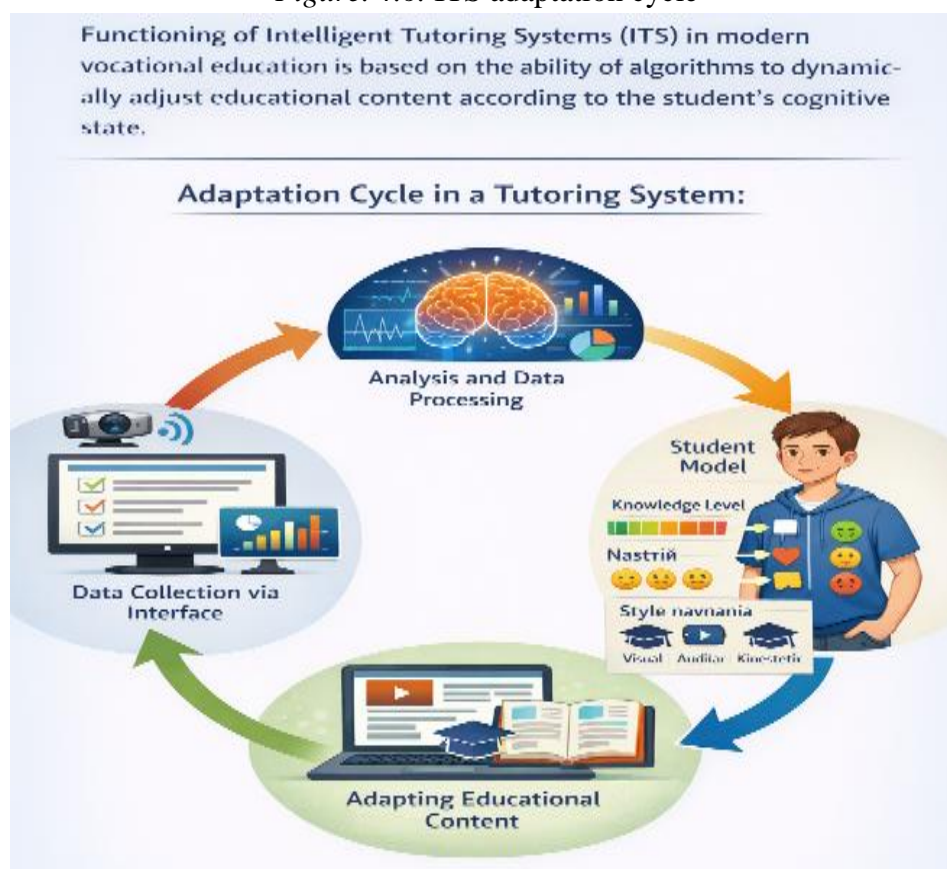 Figure. 4.6. ITS adaptation cycle
Functioning of Intelligent Tutoring Systems (ITS) in modern
vocational education is based on the ability of algorithms to dynamic-
ally adjust educational content according to the student's cognitive
state.
Adaptation Cycle in a Tutoring System:
Analysis and Data
Processing
Student
Model
Knowledge Level
Nastтiй
Style navnania
Visual Auditar Kinestetic
Data Collection via
Interface
Adapting Educational
Content